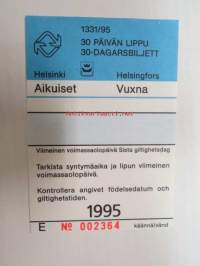 1331/95
30 PÄIVÄN LIPPU
30-DAGARSBILJETT
Helsinki Helsingfors
Aikuiset Vuxna
Viimeinen voimassaolopäivä Sista giltighetsdag
Tarkista syntymäaika ja lipun viimeinen
voimassaolopäivä.
Kontrollera angivet födelsedatum och
giltighetstiden.
1995
E № 002364 käännä/vänd